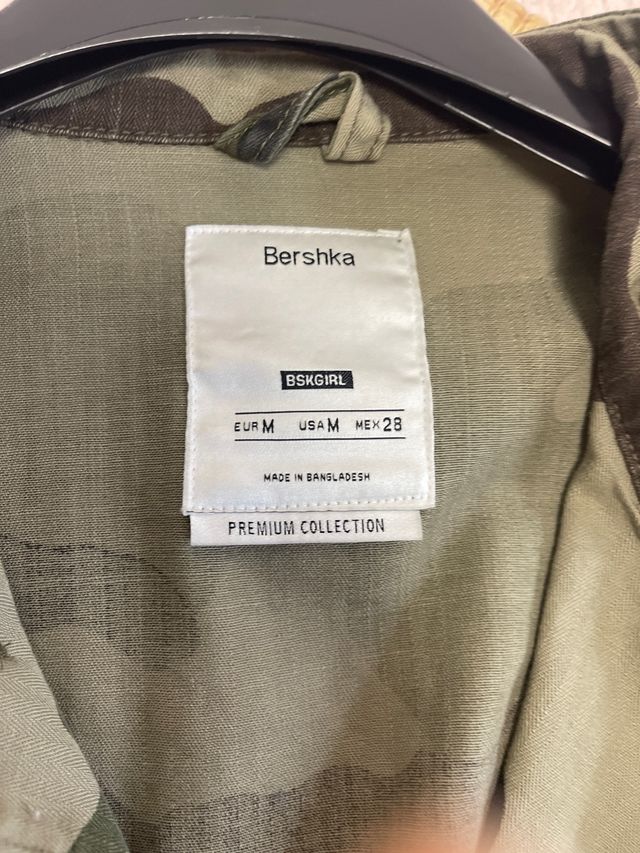 Bershka
BSKGIRL
EUR M USA M MEX 28
MADE IN BANGLADESH
PREMIUM COLLECTION